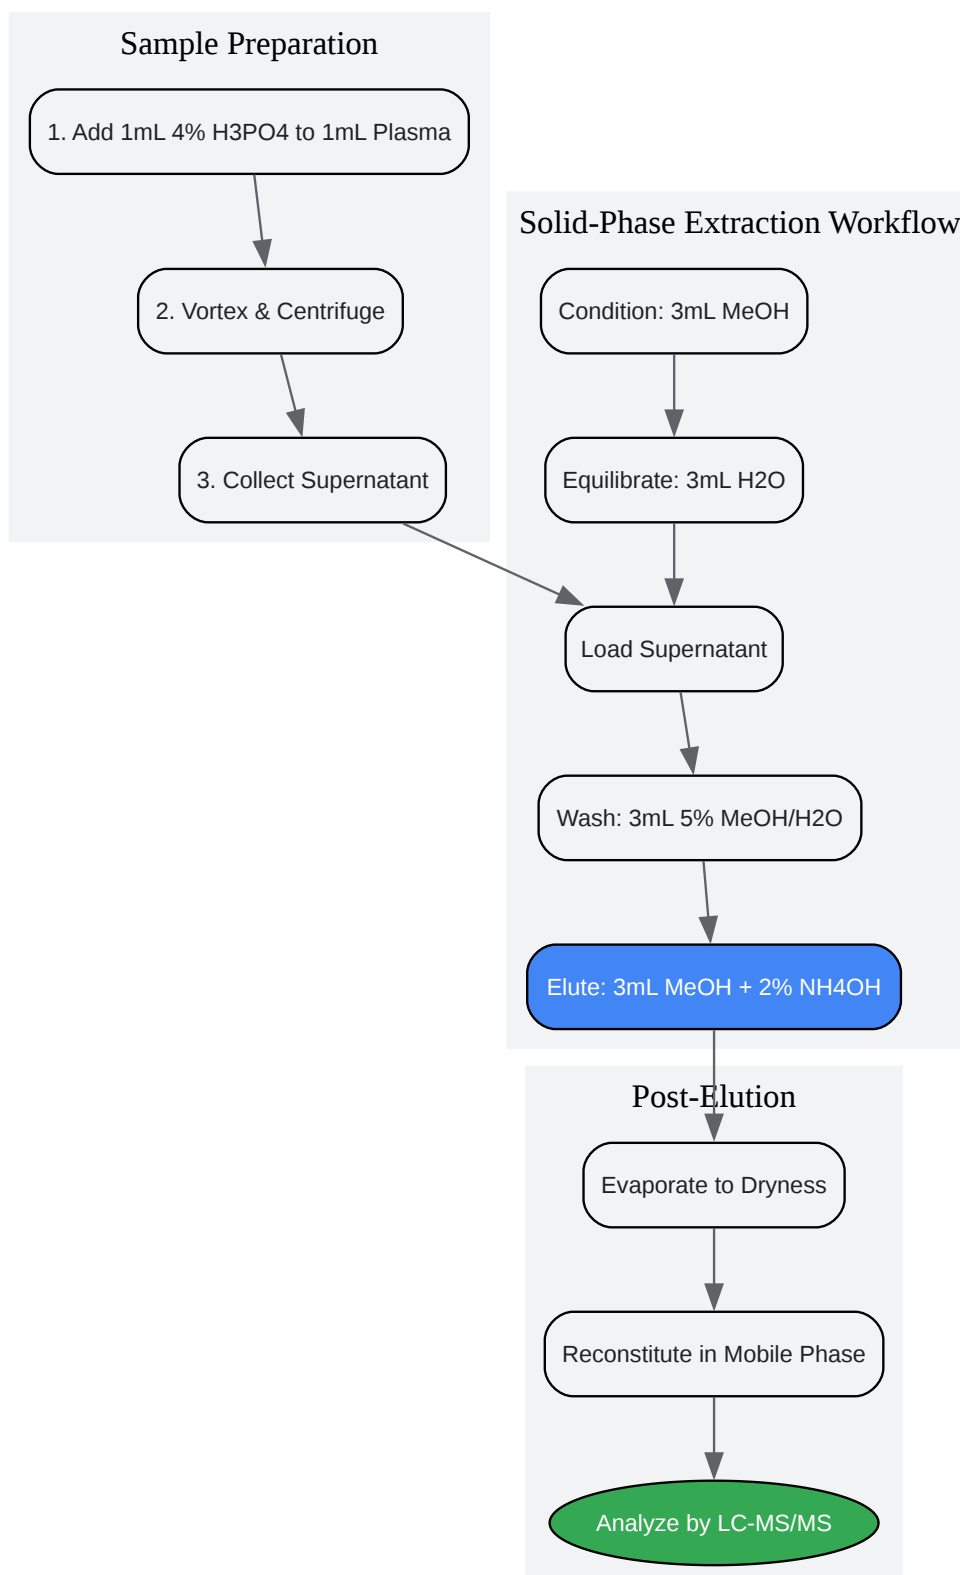 Sample Preparation
1. Add 1mL 4% H3PO4 to 1mL Plasma
2. Vortex & Centrifuge
3. Collect Supernatant
Solid-Phase Extraction Workflow
Condition: 3mL MeOH
Equilibrate: 3mL H2O
Load Supernatant
Wash: 3mL 5% MeOH/H2O
Elute: 3mL MeOH + 2% NH4OH
Post-Elution
Evaporate to Dryness
Reconstitute in Mobile Phase
Analyze by LC-MS/MS